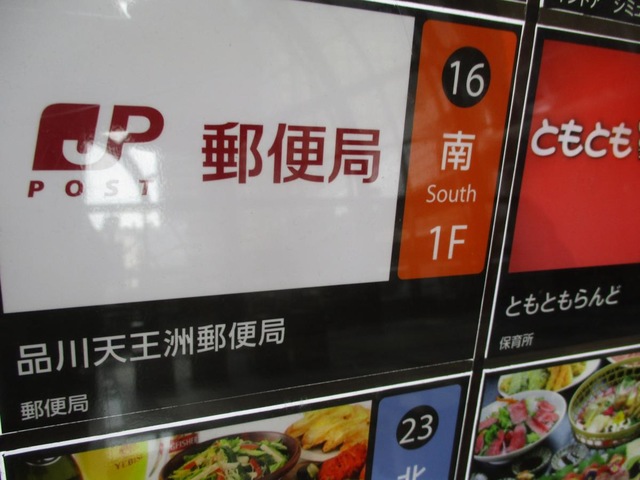 JP
POST
郵便局
16
南
South
1F
品川天王洲郵便局
郵便局
ともとも
ともともらんど
保育所
23
北